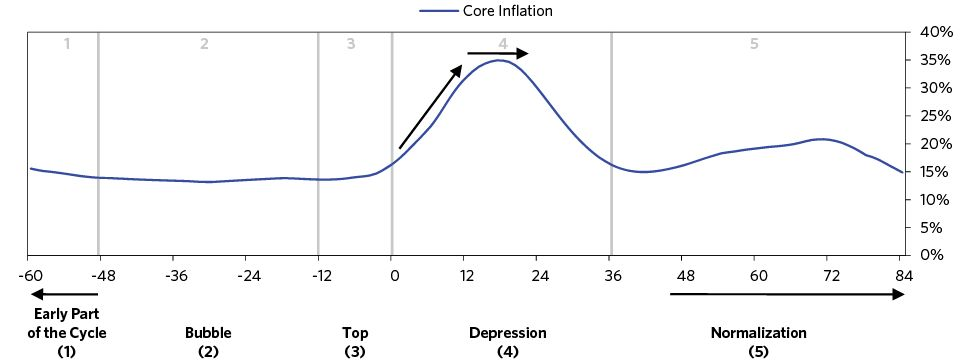 Core Inflation
1 2 3 4 5
40%
35%
30%
25%
20%
15%
10%
5%
0%
-60 -48 -36 -24 -12 0 12 24 36 48 60 72 84
Early Part
of the Cycle
(1)
Bubble
(2)
Top
(3)
Depression
(4)
Normalization
(5)